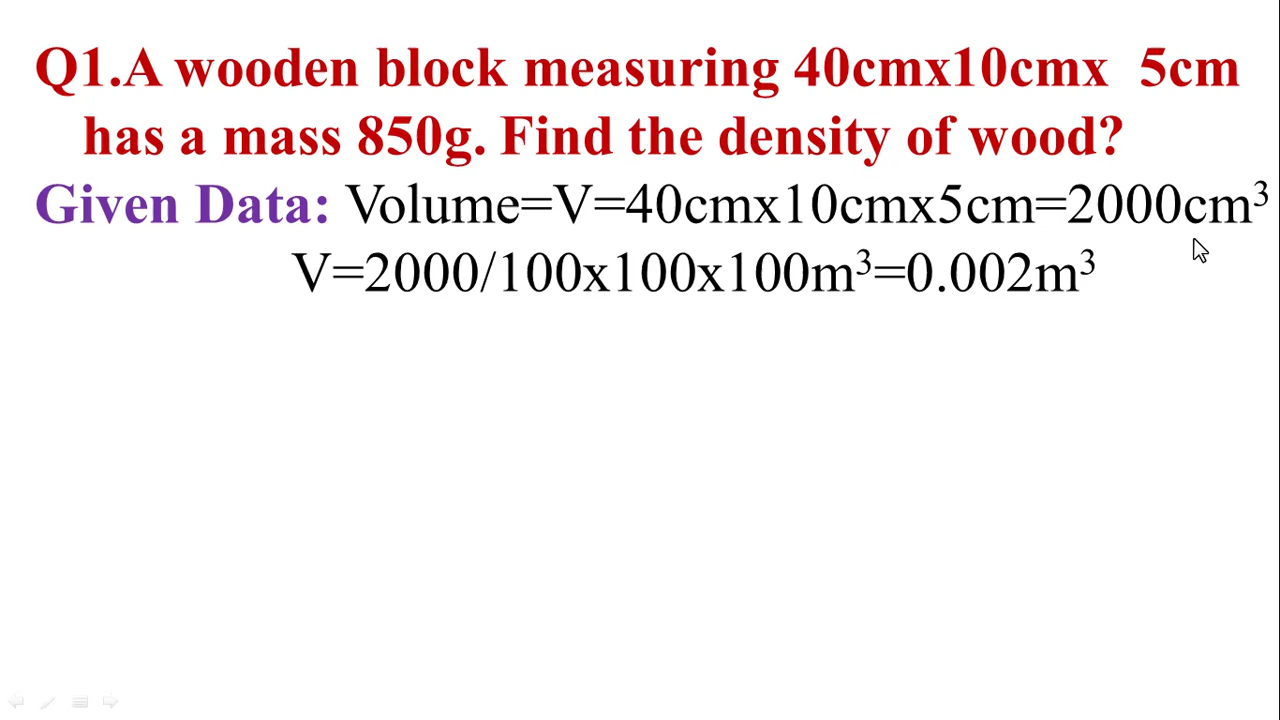 Q1.A wooden block measuring 40cmx10cmx 5cm
has a mass 850g. Find the density of wood?
Given Data: Volume=V=40cmx10cmx5cm=2000cm³
V=2000/100x100x100m³=0.002m³